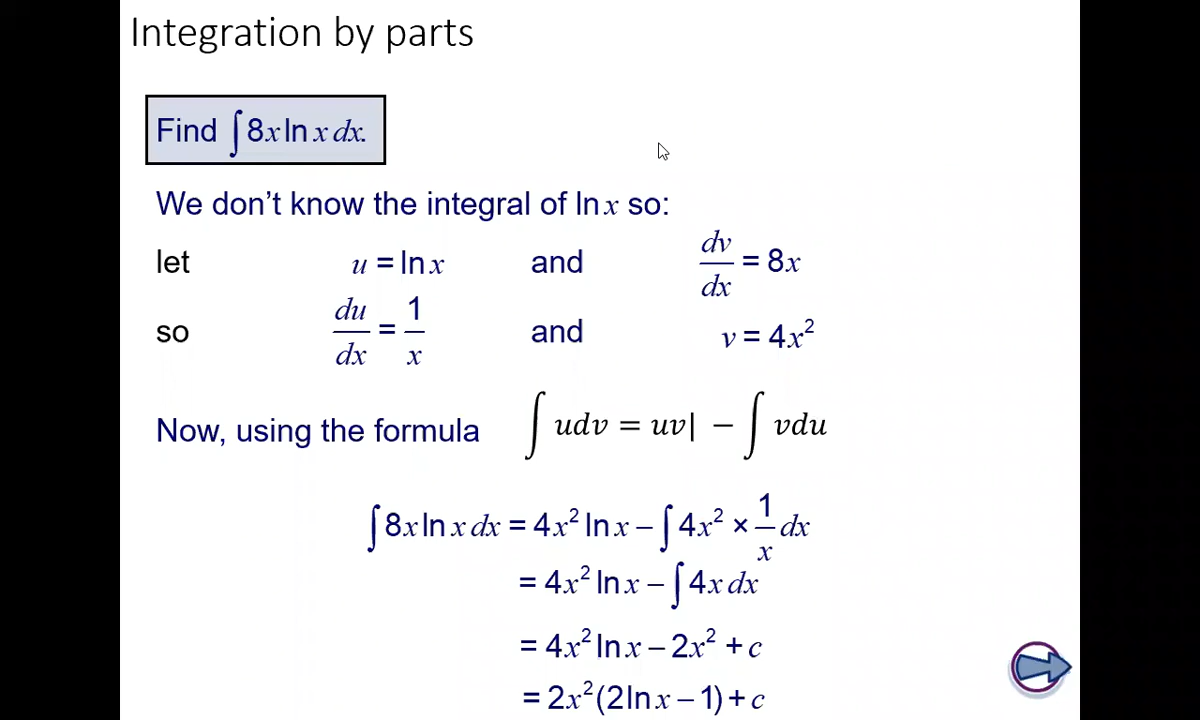 Integration by parts
Find ∫8x ln x dx.
We don't know the integral of ln x so:
let u = ln x and dv/dx = 8x
so du/dx = 1/x and v = 4x²
Now, using the formula ∫udv = uv| − ∫vdu
∫8x ln x dx = 4x² ln x − ∫4x² × 1/x dx
= 4x² ln x − ∫4x dx
= 4x² ln x − 2x² + c
= 2x²(2ln x − 1) + c